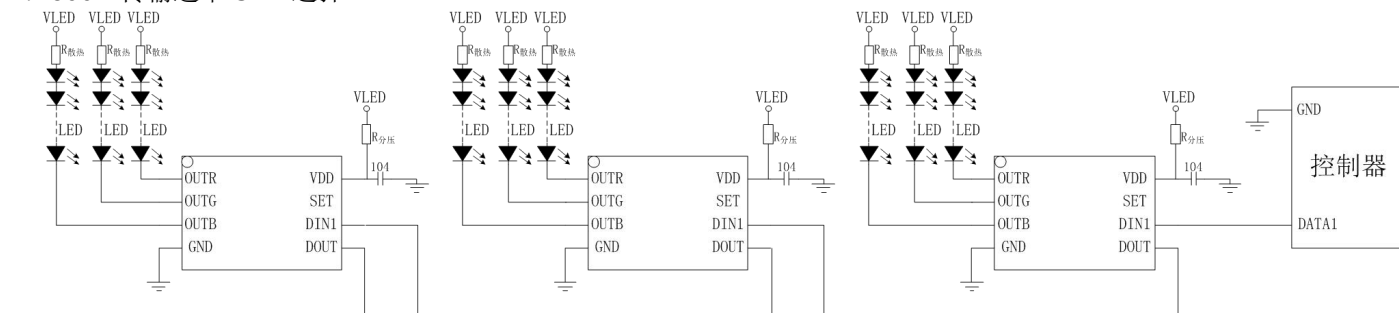 VLED VLED VLED
R散热 R散热 R散热
VLED
R分压
LED LED LED
104
OUTR VDD
OUTG SET
OUTB DIN1
GND DOUT
VLED VLED VLED
R散热 R散热 R散热
VLED
R分压
LED LED LED
104
OUTR VDD
OUTG SET
OUTB DIN1
GND DOUT
VLED VLED VLED
R散热 R散热 R散热
VLED
R分压
LED LED LED
104
OUTR VDD
OUTG SET
OUTB DIN1
GND DOUT
GND
控制器
DATA1